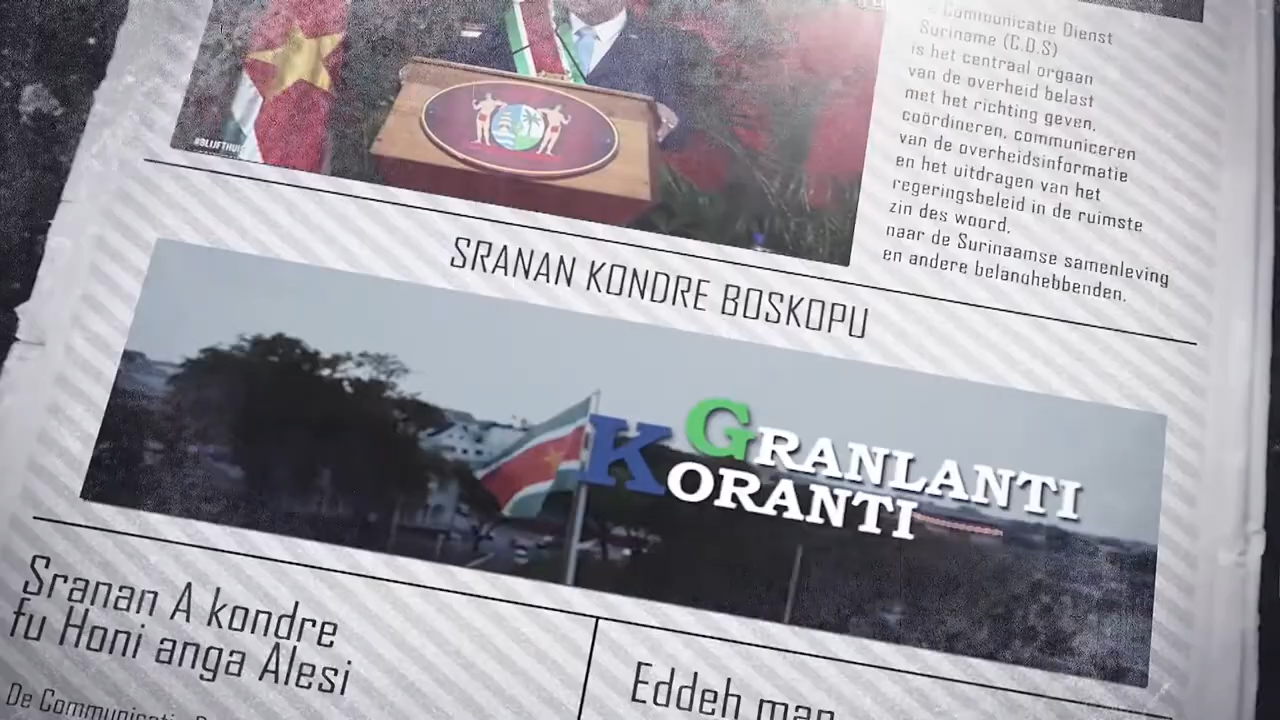 Communicatie Dienst
Suriname (C.D.S)
is het centraal orgaan
van de overheid belast
met het richting geven,
coördineren, communiceren
van de overheidsinformatie
en het uitdragen van het
regeringsbeleid in de ruimste
zin des woord,
naar de Surinaamse samenleving
en andere belanghebbenden.
SRANAN KONDRE BOSKOPU
GRANLANTI
KORANTI
Sranan A kondre
fu Honi anga Alesi
De
Eddeh man